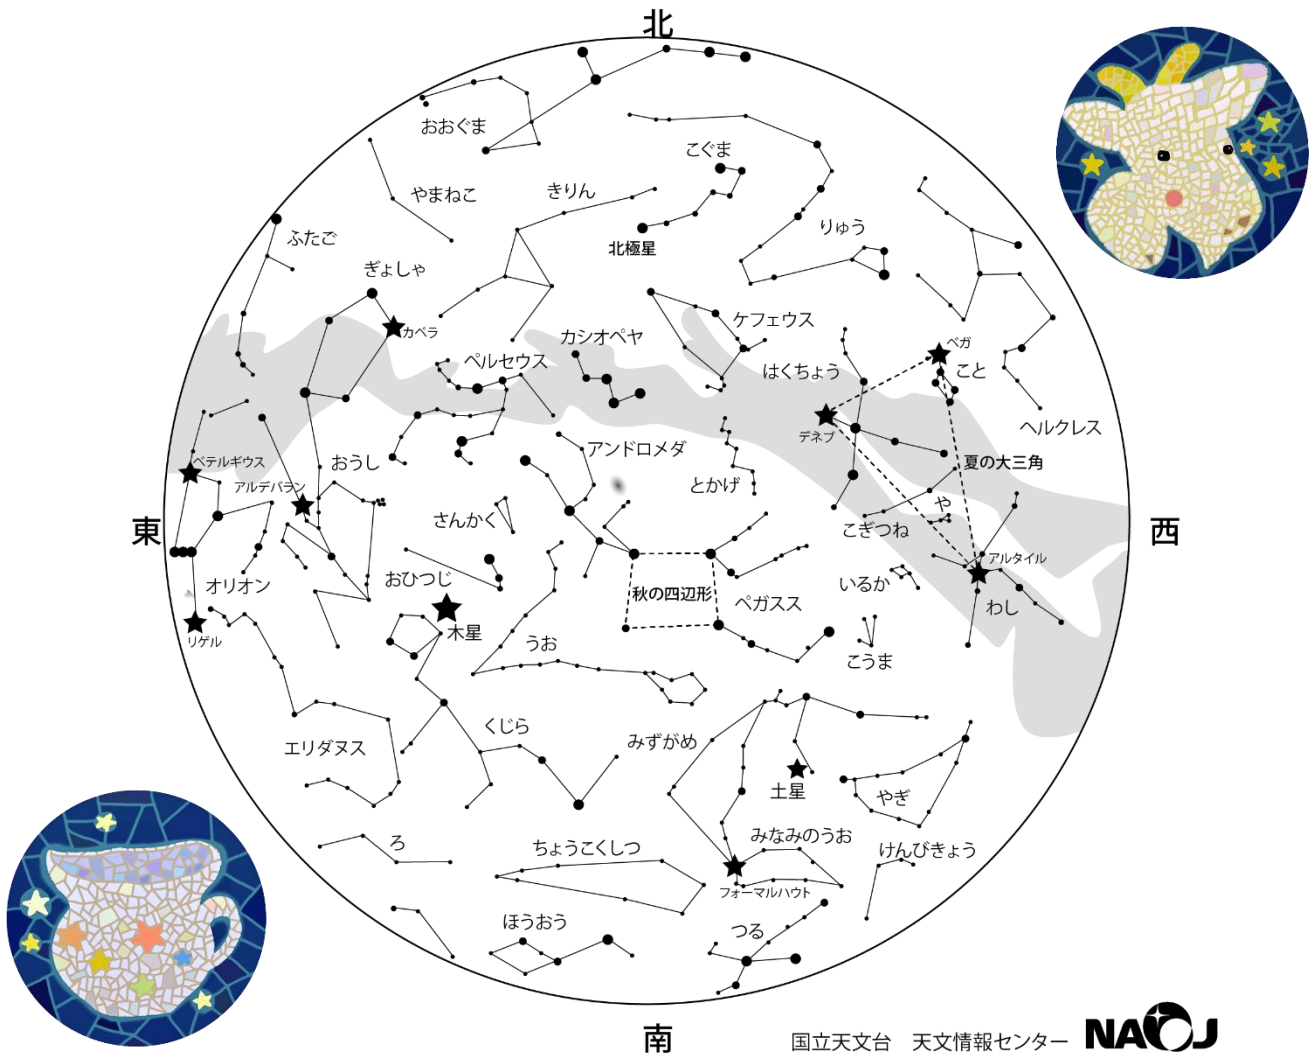 北
おおぐま
こぐま
やまねこ
きりん
りゅう
ふたご
北極星
ぎょしゃ
カペラ
ケフェウス
カシオペヤ
ベガ
ペルセウス
はくちょう
こと
デネブ
ヘルクレス
アンドロメダ
夏の大三角
ベテルギウス
おうし
アルデバラン
とかげ
さんかく
や
こぎつね
東
西
アルタイル
オリオン
おひつじ
いるか
秋の四辺形
ペガスス
わし
木星
リゲル
うお
こうま
くじら
みずがめ
エリダヌス
土星
やぎ
ろ
ちょうこくしつ
みなみのうお
けんびきょう
フォーマルハウト
ほうおう
つる
南
国立天文台　天文情報センター
NAOJ